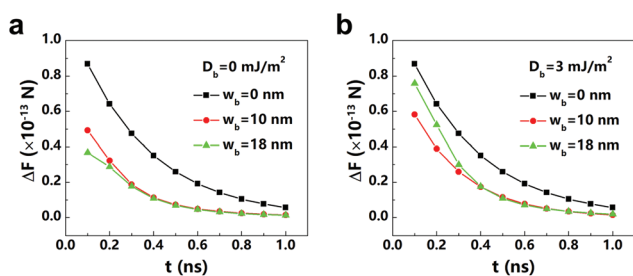 a
D_b=0 mJ/m²
w_b=0 nm
w_b=10 nm
w_b=18 nm
ΔF (×10⁻¹³ N)
1.0
0.8
0.6
0.4
0.2
0.0
0.0 0.2 0.4 0.6 0.8 1.0
t (ns)
b
D_b=3 mJ/m²
w_b=0 nm
w_b=10 nm
w_b=18 nm
ΔF (×10⁻¹³ N)
1.0
0.8
0.6
0.4
0.2
0.0
0.0 0.2 0.4 0.6 0.8 1.0
t (ns)